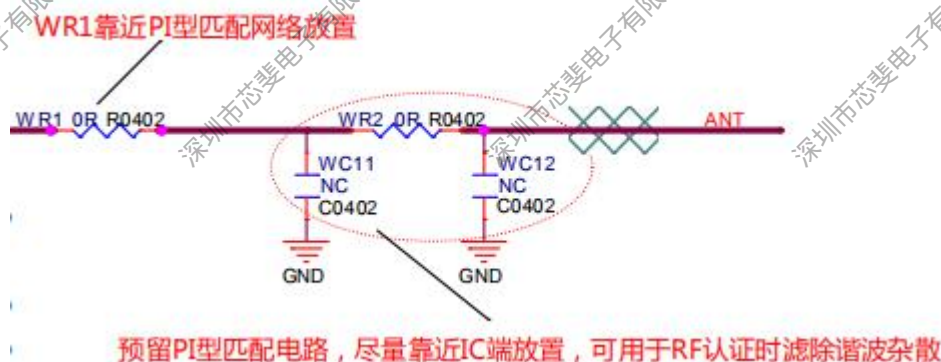 WR1靠近PI型匹配网络放置
WR1 0R R0402
WR2 0R R0402
ANT
WC11
NC
C0402
WC12
NC
C0402
GND
GND
预留PI型匹配电路，尽量靠近IC端放置，可用于RF认证时滤除谐波杂散
深圳市芯斐电子有限
深圳市芯斐电子有限
深圳市芯斐电子有